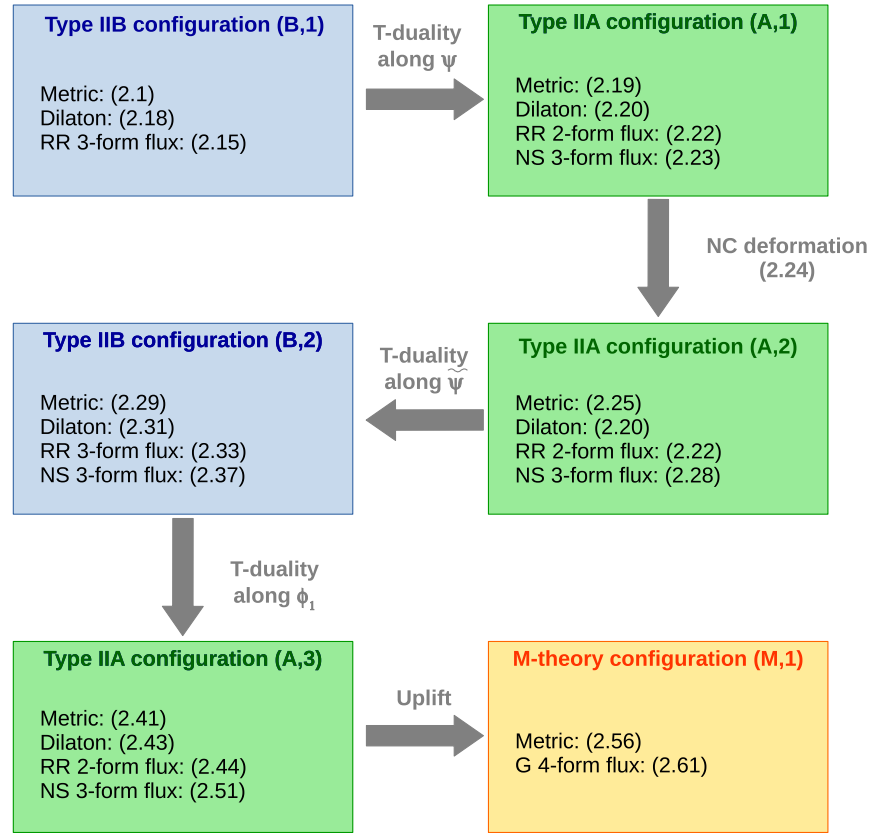 Type IIB configuration (B,1)
Metric: (2.1)
Dilaton: (2.18)
RR 3-form flux: (2.15)
T-duality
along ψ
Type IIA configuration (A,1)
Metric: (2.19)
Dilaton: (2.20)
RR 2-form flux: (2.22)
NS 3-form flux: (2.23)
NC deformation
(2.24)
Type IIB configuration (B,2)
Metric: (2.29)
Dilaton: (2.31)
RR 3-form flux: (2.33)
NS 3-form flux: (2.37)
T-duality
along ψ̃
Type IIA configuration (A,2)
Metric: (2.25)
Dilaton: (2.20)
RR 2-form flux: (2.22)
NS 3-form flux: (2.28)
T-duality
along ϕ₁
Type IIA configuration (A,3)
Metric: (2.41)
Dilaton: (2.43)
RR 2-form flux: (2.44)
NS 3-form flux: (2.51)
Uplift
M-theory configuration (M,1)
Metric: (2.56)
G 4-form flux: (2.61)